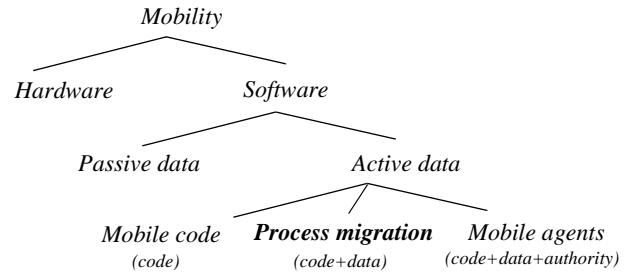 Mobility
Hardware
Software
Passive data
Active data
Mobile code
Process migration
Mobile agents
(code)
(code+data)
(code+data+authority)